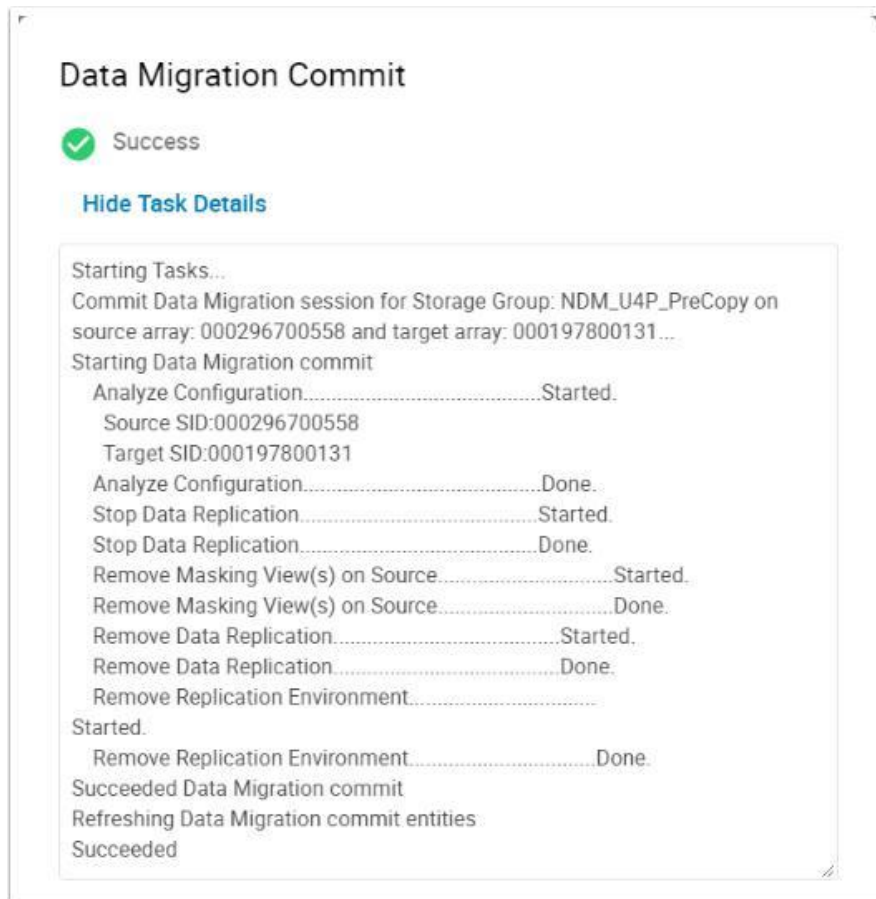 Data Migration Commit
Success
Hide Task Details
Starting Tasks...
Commit Data Migration session for Storage Group: NDM_U4P_PreCopy on
source array: 000296700558 and target array: 000197800131...
Starting Data Migration commit
Analyze Configuration..........................................Started.
Source SID:000296700558
Target SID:000197800131
Analyze Configuration..........................................Done.
Stop Data Replication..........................................Started.
Stop Data Replication..........................................Done.
Remove Masking View(s) on Source...............................Started.
Remove Masking View(s) on Source...............................Done.
Remove Data Replication........................................Started.
Remove Data Replication........................................Done.
Remove Replication Environment.................................
Started.
Remove Replication Environment.................................Done.
Succeeded Data Migration commit
Refreshing Data Migration commit entities
Succeeded